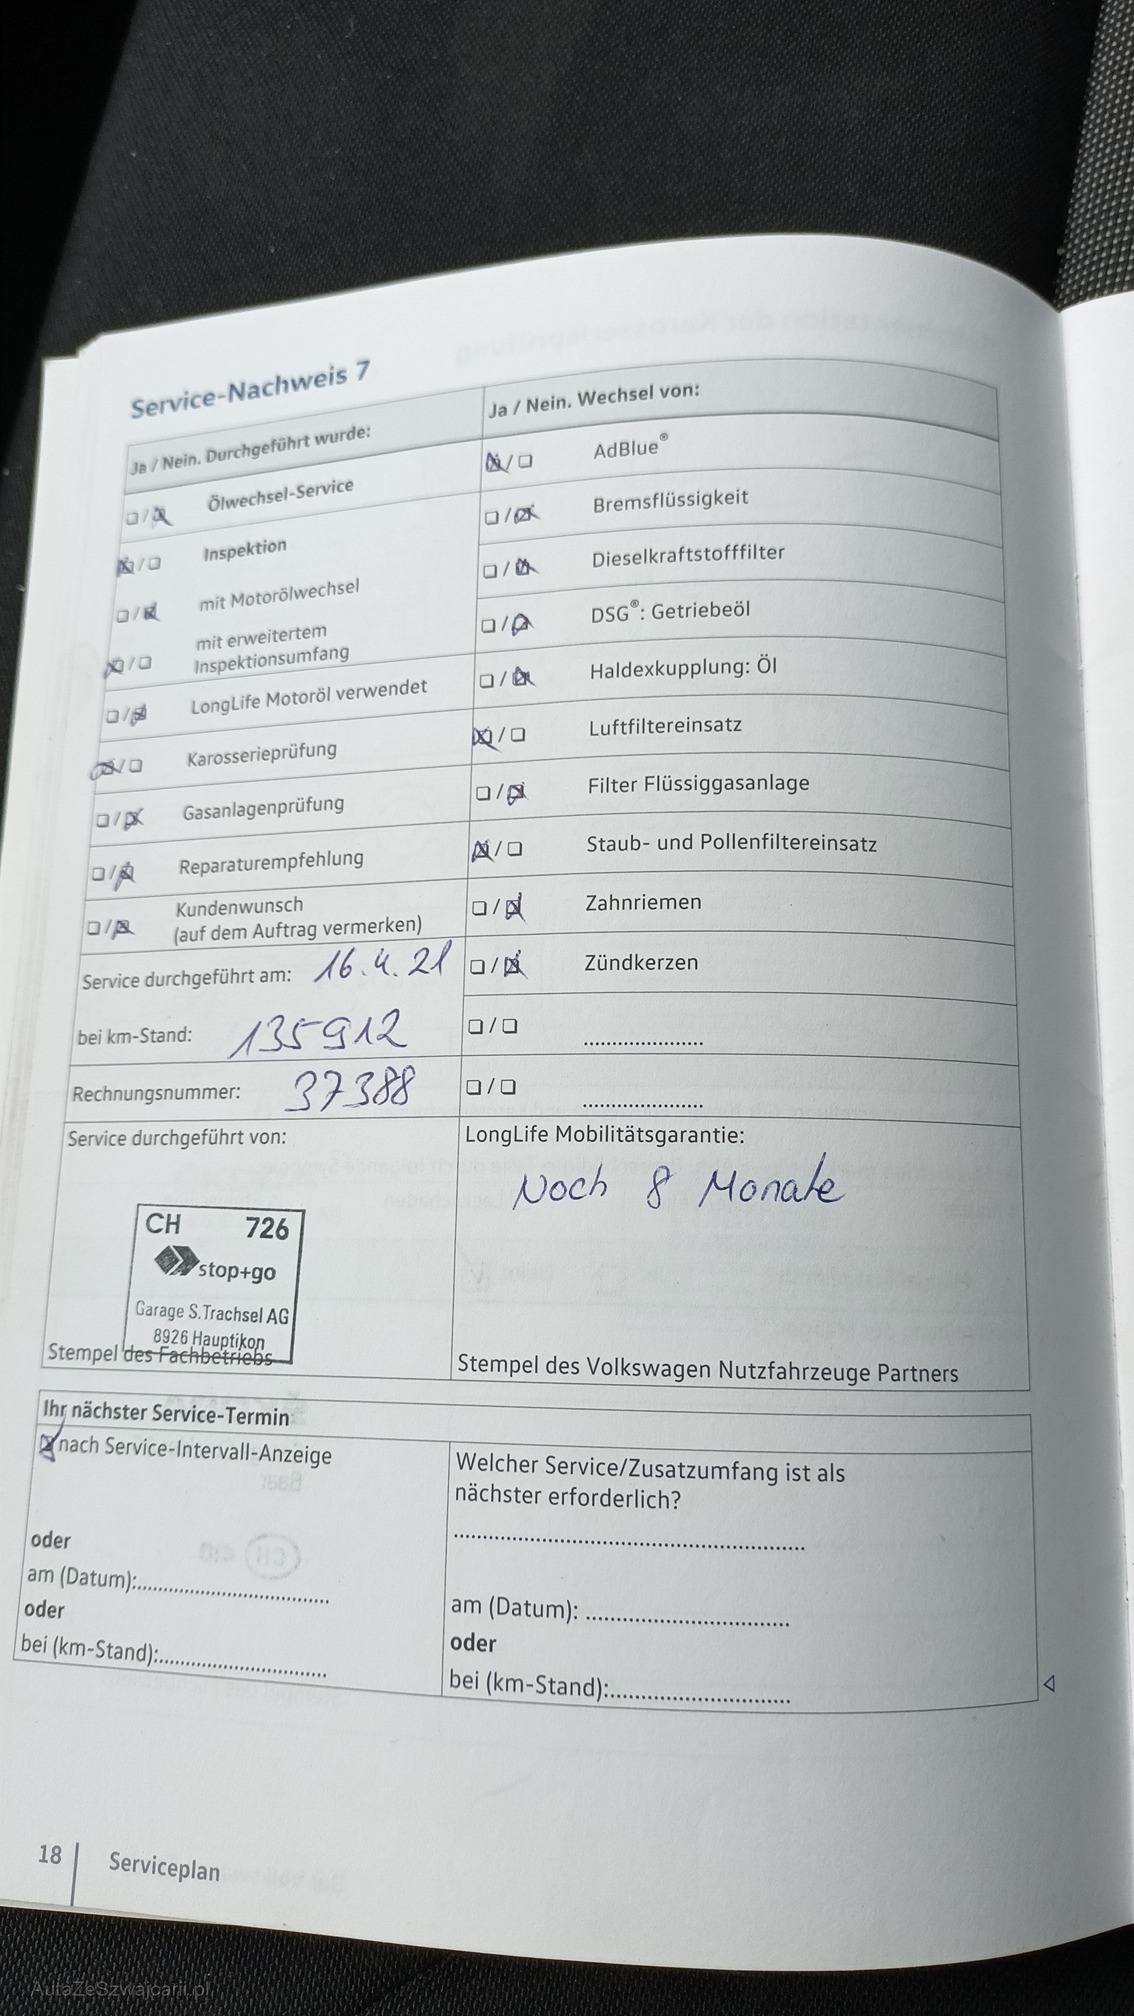 Service-Nachweis 7
Ja / Nein. Durchgeführt wurde:
☐/☒ Ölwechsel-Service
☒/☐ Inspektion
☐/☒ mit Motorölwechsel
☒/☐ mit erweitertem
Inspektionsumfang
☐/☒ LongLife Motoröl verwendet
☒/☐ Karosserieprüfung
☐/☒ Gasanlagenprüfung
☐/☒ Reparaturempfehlung
☐/☒ Kundenwunsch
(auf dem Auftrag vermerken)
Service durchgeführt am: 16.4.21
bei km-Stand: 135912
Rechnungsnummer: 37388
Ja / Nein. Wechsel von:
☒/☐ AdBlue®
☐/☒ Bremsflüssigkeit
☐/☒ Dieselkraftstofffilter
☐/☒ DSG®: Getriebeöl
☐/☒ Haldexkupplung: Öl
☒/☐ Luftfiltereinsatz
☐/☒ Filter Flüssiggasanlage
☒/☐ Staub- und Pollenfiltereinsatz
☐/☒ Zahnriemen
☐/☒ Zündkerzen
☐/☐ ......................
☐/☐ ......................
Service durchgeführt von:
CH 726
stop+go
Garage S.Trachsel AG
8926 Hauptikon
Stempel des Fachbetriebs
LongLife Mobilitätsgarantie:
Noch 8 Monate
Stempel des Volkswagen Nutzfahrzeuge Partners
Ihr nächster Service-Termin
☒ nach Service-Intervall-Anzeige
oder
am (Datum):......................
oder
bei (km-Stand):......................
Welcher Service/Zusatzumfang ist als
nächster erforderlich?
......................
am (Datum): ......................
oder
bei (km-Stand):......................
18 Serviceplan
AutaZeSzwajcarii.pl